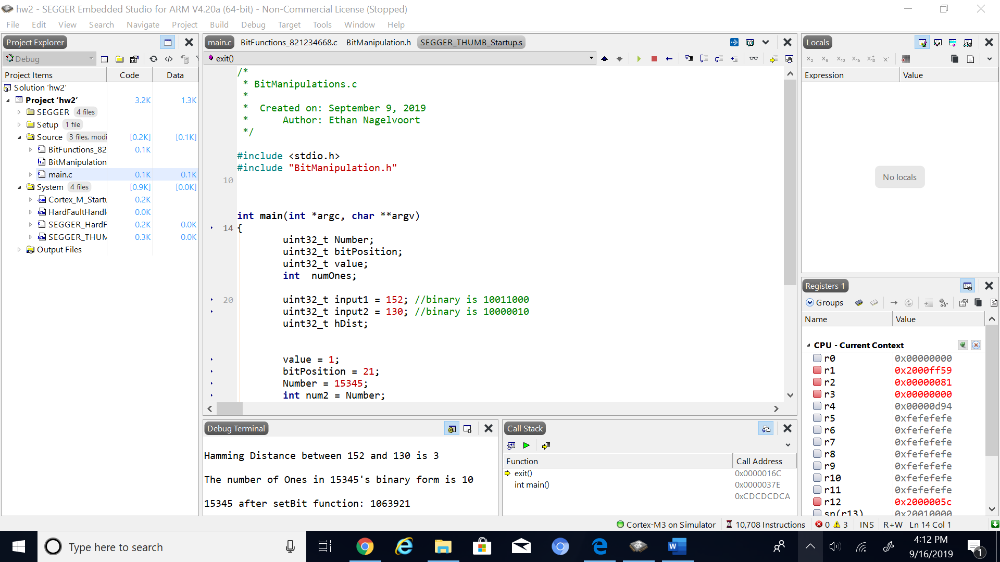 hw2 - SEGGER Embedded Studio for ARM V4.20a (64-bit) - Non-Commercial License (Stopped)
File Edit View Search Navigate Project Build Debug Target Tools Window Help
Project Explorer
Debug
Project Items Code Data
Solution ‘hw2’
Project ‘hw2’ 3.2K 1.3K
SEGGER 4 files
Setup 1 file
Source 3 files, modi [0.2K] [0.1K]
BitFunctions_82 0.1K
BitManipulation
main.c 0.1K 0.1K
System 4 files [0.9K] [0.0K]
Cortex_M_Startu 0.2K
HardFaultHandl 0.0K
SEGGER_HardF 0.2K 0.0K
SEGGER_THUM 0.3K 0.0K
Output Files
main.c BitFunctions_821234668.c BitManipulation.h SEGGER_THUMB_Startup.s
exit()
/*
* BitManipulations.c
*
* Created on: September 9, 2019
* Author: Ethan Nagelvoort
*/
#include <stdio.h>
#include "BitManipulation.h"
10
int main(int *argc, char **argv)
14 {
uint32_t Number;
uint32_t bitPosition;
uint32_t value;
int numOnes;
20 uint32_t input1 = 152; //binary is 10011000
uint32_t input2 = 130; //binary is 10000010
uint32_t hDist;
value = 1;
bitPosition = 21;
Number = 15345;
int num2 = Number;
Debug Terminal
Hamming Distance between 152 and 130 is 3
The number of Ones in 15345's binary form is 10
15345 after setBit function: 1063921
Call Stack
Function Call Address
exit() 0x0000016C
int main() 0x0000037E
0xCDCDCDCA
Locals
x2 x8 x10 x16 x±10 'x'
Expression Value
No locals
Registers 1
Groups
Name Value
CPU - Current Context
r0 0x00000000
r1 0x2000ff59
r2 0x00000081
r3 0x00000000
r4 0x00000d94
r5 0xfefefefe
r6 0xfefefefe
r7 0xfefefefe
r8 0xfefefefe
r9 0xfefefefe
r10 0xfefefefe
r11 0xfefefefe
r12 0x2000005c
sp(r13) 0x20010000
Cortex-M3 on Simulator 10,708 Instructions 0 3 INS R+W Ln 14 Col 1
Type here to search
4:12 PM
9/16/2019
1